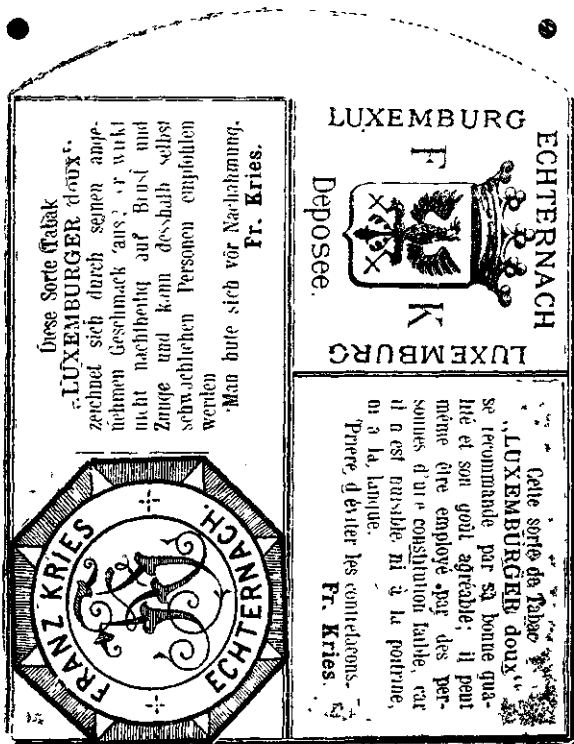 Diese Sorte Tabak
„LUXEMBURGER doux“
zeichnet sich durch seinen ange-
nehmen Geschmack aus; er wirkt
nicht nachtheilig auf Brust und
Zunge und kann desshalb selbst
schwächlichen Personen empfohlen
werden
Man hute sich vor Nachahmung.
Fr. Kries.
FRANZ KRIES
ECHTERNACH.
LUXEMBURG
ECHTERNACH
LUXEMBURG
F K
Deposee.
Cette sorte de Tabac
„LUXEMBURGER doux“
se recommande par sa bonne qua-
lité et son goût agréable; il peut
même être employé par des per-
sonnes d'une constitution faible, car
il n'est nuisible ni à la poitrine,
ni à la langue.
Prière d'éviter les contrefacons.
Fr. Kries.